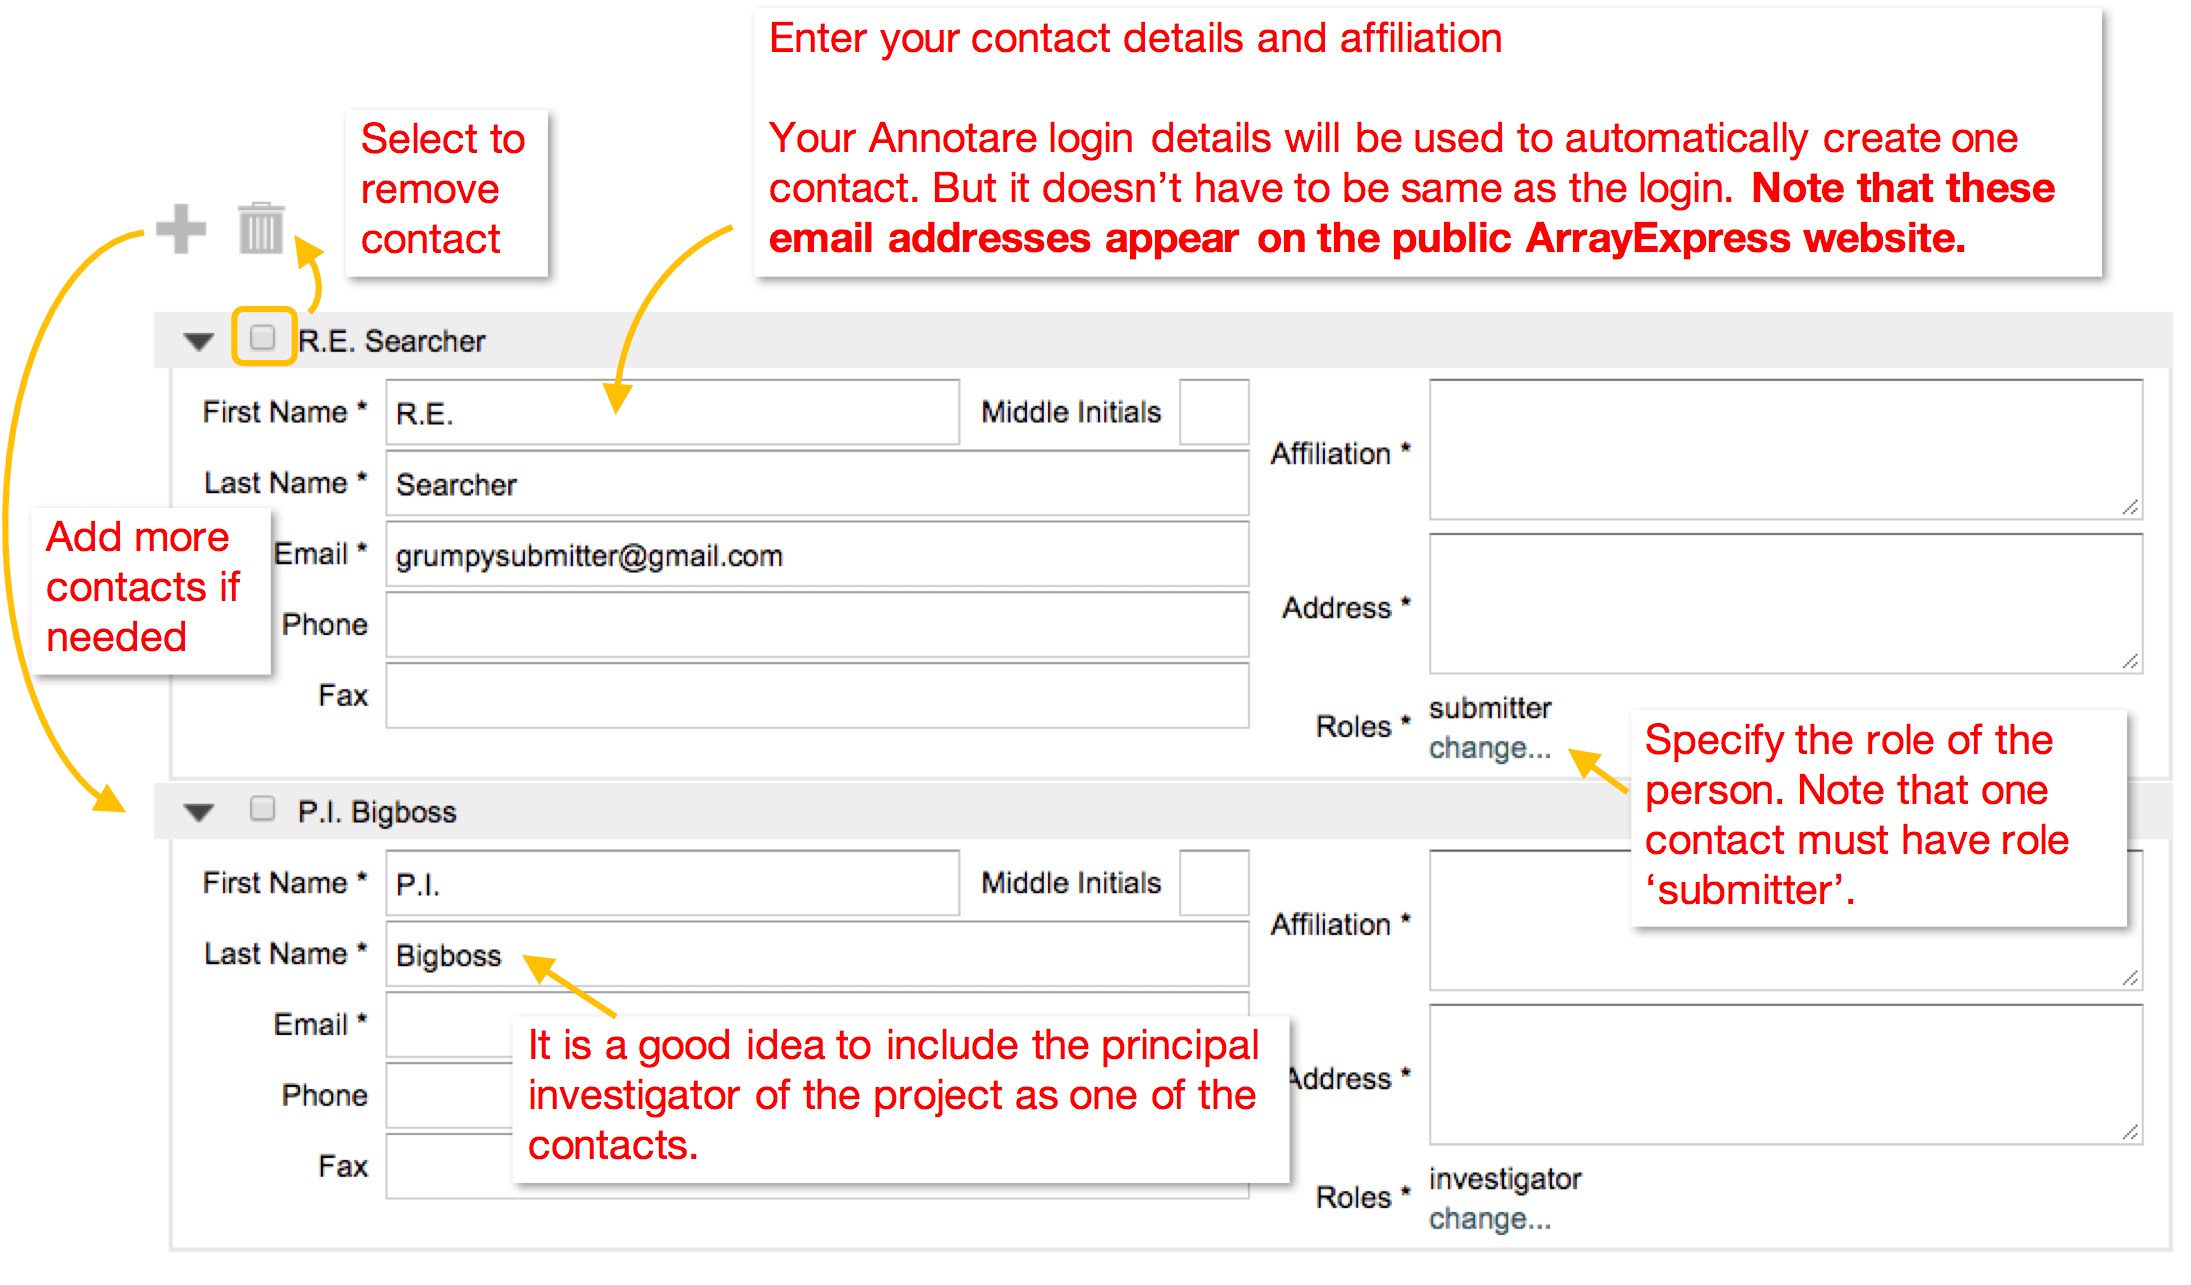 Enter your contact details and affiliation
Your Annotare login details will be used to automatically create one
contact. But it doesn’t have to be same as the login. Note that these
email addresses appear on the public ArrayExpress website.
Select to
remove
contact
R.E. Searcher
First Name * R.E. Middle Initials
Last Name * Searcher
Email * grumpysubmitter@gmail.com
Phone
Fax
Affiliation *
Address *
Roles * submitter
change...
Add more
contacts if
needed
Specify the role of the
person. Note that one
contact must have role
‘submitter’.
P.I. Bigboss
First Name * P.I. Middle Initials
Last Name * Bigboss
Email *
Phone
Fax
It is a good idea to include the principal
investigator of the project as one of the
contacts.
Affiliation *
Address *
Roles * investigator
change...